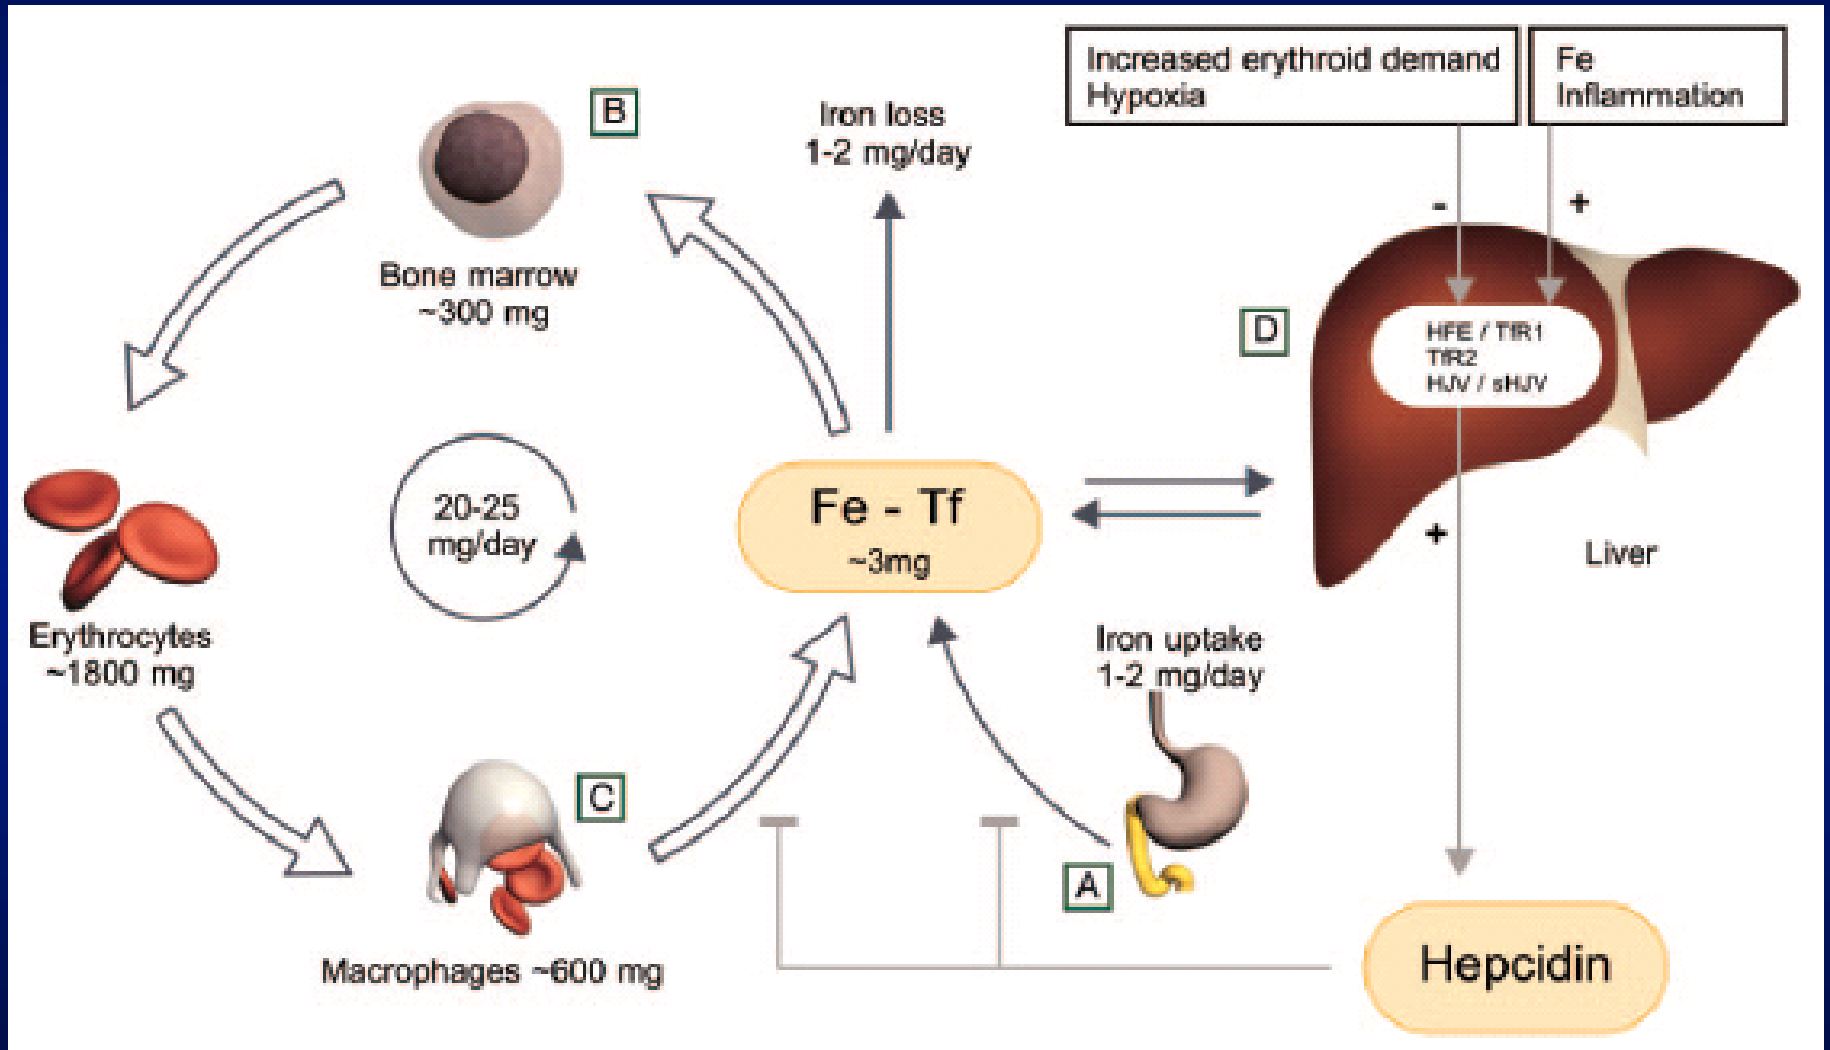 Increased erythroid demand
Hypoxia
Fe
Inflammation
B
Iron loss
1-2 mg/day
Bone marrow
~300 mg
-
+
D
HFE / TfR1
TfR2
HJV / sHJV
20-25
mg/day
Fe - Tf
~3mg
+
Liver
Erythrocytes
~1800 mg
Iron uptake
1-2 mg/day
C
A
Macrophages ~600 mg
Hepcidin